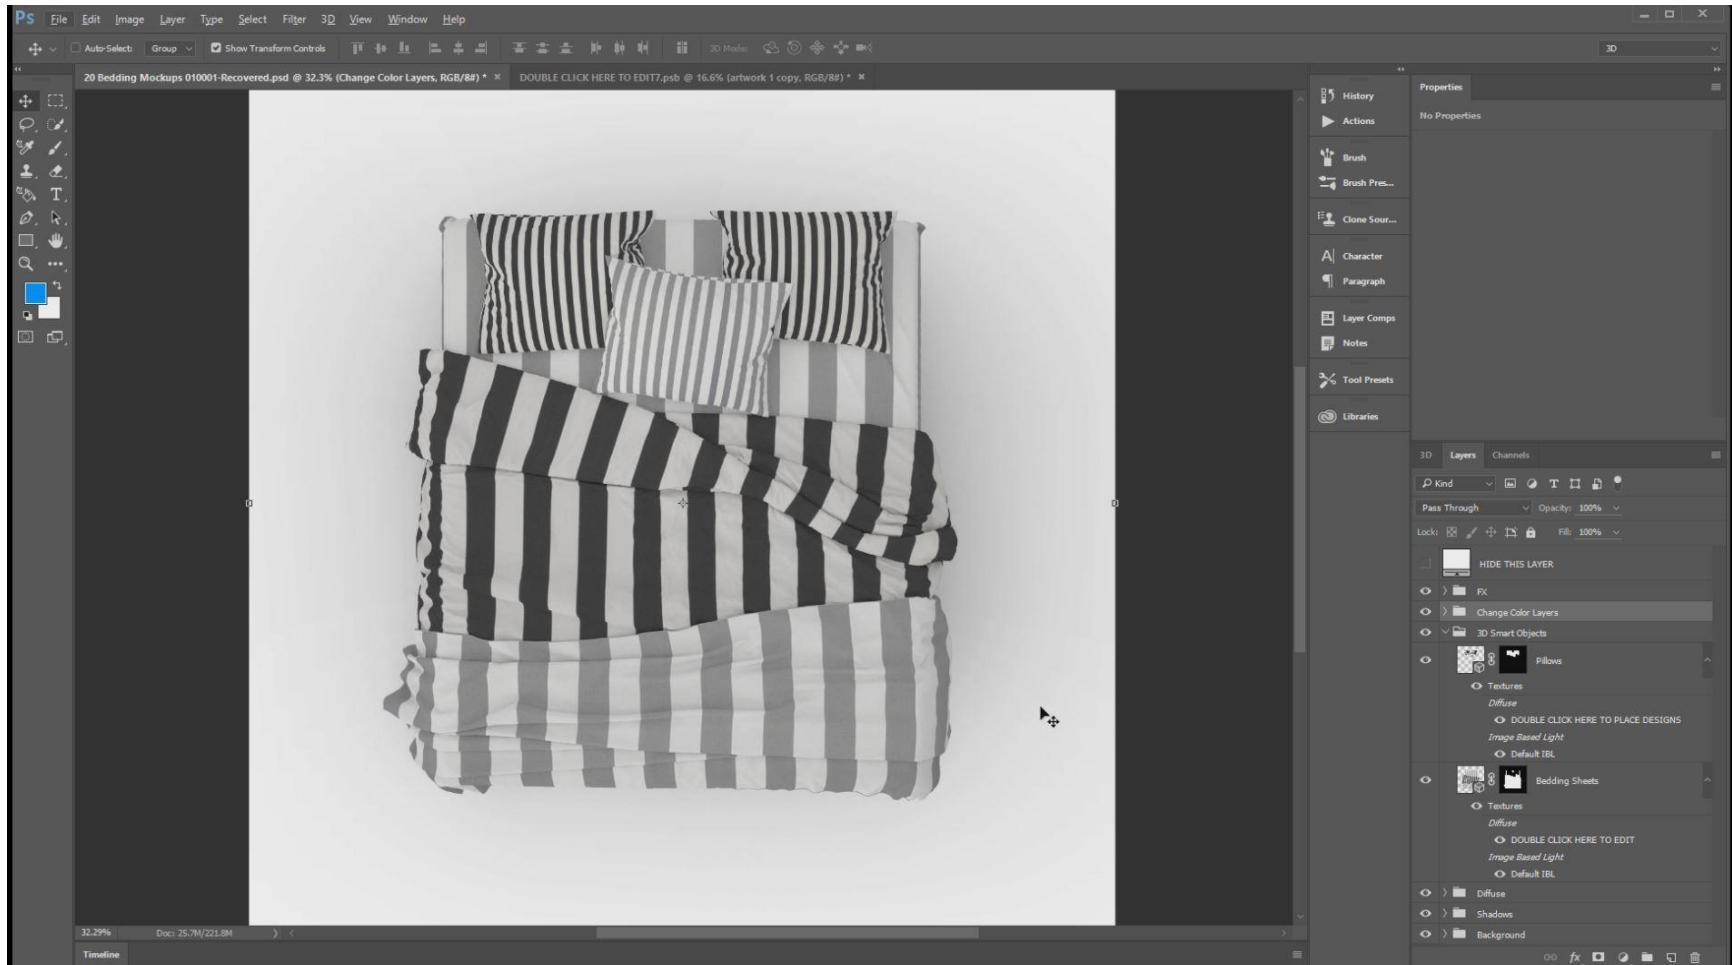 Ps File Edit Image Layer Type Select Filter 3D View Window Help
Auto-Select: Group Show Transform Controls 3D Mode: 3D
20 Bedding Mockups 010001-Recovered.psd @ 32.3% (Change Color Layers, RGB/8#) * × DOUBLE CLICK HERE TO EDIT7.psb @ 16.6% (artwork 1 copy, RGB/8#) * ×
History
Actions
Brush
Brush Pres...
Clone Sour...
Character
Paragraph
Layer Comps
Notes
Tool Presets
Libraries
Properties
No Properties
3D Layers Channels
Kind
Pass Through Opacity: 100%
Lock: Fill: 100%
HIDE THIS LAYER
FX
Change Color Layers
3D Smart Objects
Pillows
Textures
Diffuse
DOUBLE CLICK HERE TO PLACE DESIGNS
Image Based Light
Default IBL
Bedding Sheets
Textures
Diffuse
DOUBLE CLICK HERE TO EDIT
Image Based Light
Default IBL
Diffuse
Shadows
Background
fx
32.29% Doc: 25.7M/221.8M
Timeline